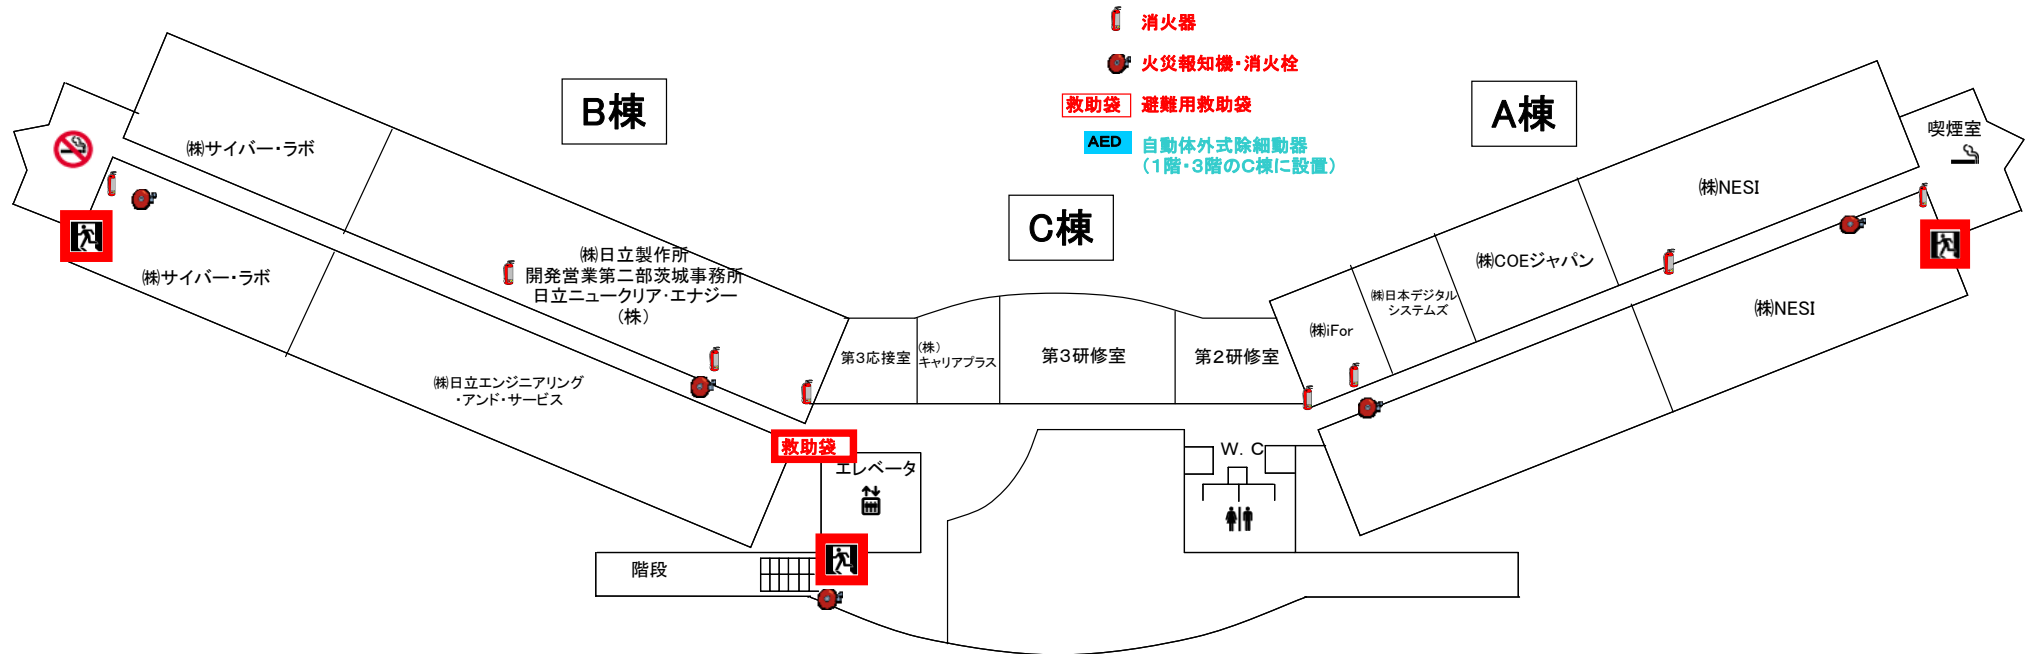 消火器
火災報知機・消火栓
救助袋 避難用救助袋
AED 自動体外式除細動器
(1階・3階のC棟に設置)
B棟
A棟
C棟
㈱サイバー・ラボ
㈱サイバー・ラボ
㈱日立製作所
開発営業第二部茨城事務所
日立ニュークリア・エナジー
(株)
㈱日立エンジニアリング
・アンド・サービス
第3応接室
(株)
キャリアプラス
第3研修室
第2研修室
㈱iFor
㈱日本デジタル
システムズ
㈱COEジャパン
㈱NESI
㈱NESI
喫煙室
救助袋
エレベータ
W.C
階段